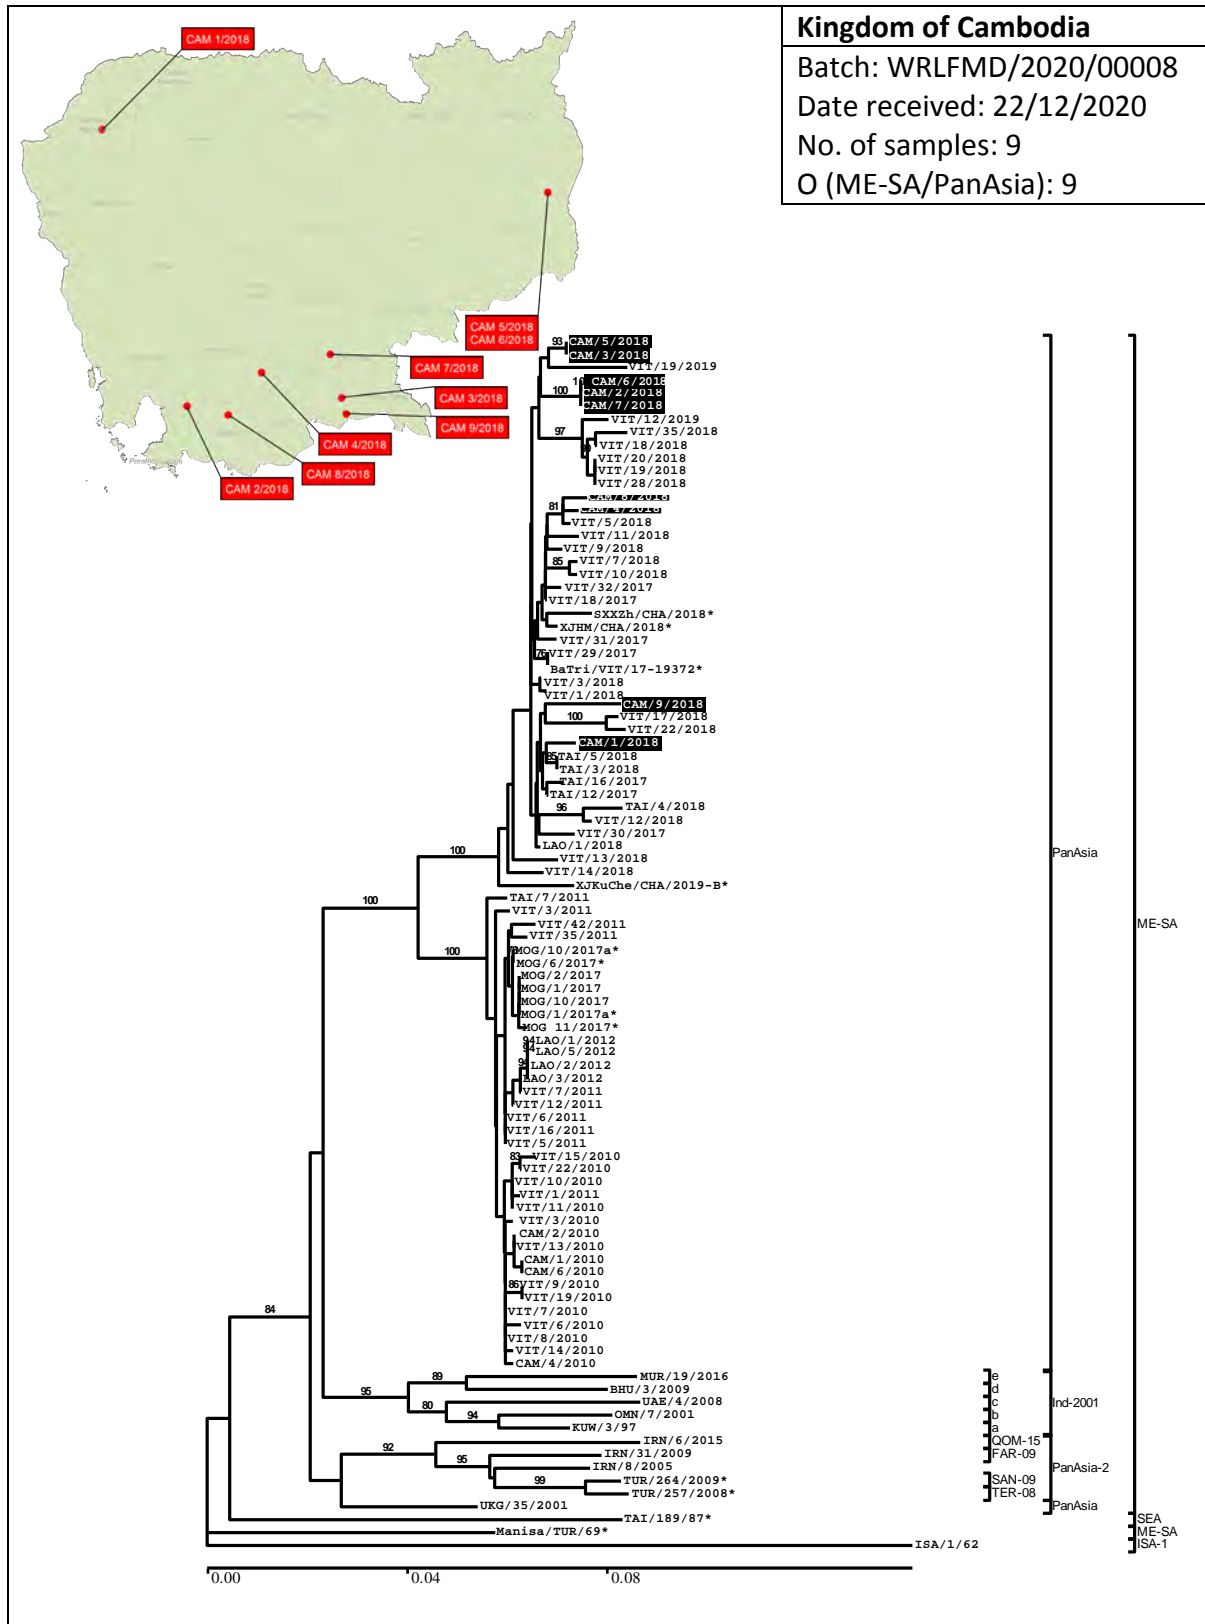 Kingdom of Cambodia
Batch: WRLFMD/2020/00008
Date received: 22/12/2020
No. of samples: 9
O (ME-SA/PanAsia): 9
CAM 1/2018
CAM 5/2018
CAM 6/2018
CAM 7/2018
CAM 3/2018
CAM 9/2018
CAM 4/2018
CAM 8/2018
CAM 2/2018
93
CAM/5/2018
CAM/3/2018
VIT/19/2019
CAM/6/2018
100
CAM/2/2018
CAM/7/2018
VIT/12/2019
97
VIT/35/2018
VIT/18/2018
VIT/20/2018
VIT/19/2018
VIT/28/2018
CAM/8/2018
81
CAM/4/2018
VIT/5/2018
VIT/11/2018
VIT/9/2018
85
VIT/7/2018
VIT/10/2018
VIT/32/2017
VIT/18/2017
SXXZh/CHA/2018*
XJHM/CHA/2018*
VIT/31/2017
76
VIT/29/2017
BaTri/VIT/17-19372*
VIT/3/2018
VIT/1/2018
CAM/9/2018
100
VIT/17/2018
VIT/22/2018
CAM/1/2018
TAI/5/2018
TAI/3/2018
TAI/16/2017
TAI/12/2017
96
TAI/4/2018
VIT/12/2018
VIT/30/2017
LAO/1/2018
100
VIT/13/2018
VIT/14/2018
XJKuChe/CHA/2019-B*
PanAsia
100
TAI/7/2011
VIT/3/2011
VIT/42/2011
VIT/35/2011
ME-SA
100
MOG/10/2017a*
MOG/6/2017*
MOG/2/2017
MOG/1/2017
MOG/10/2017
MOG/1/2017a*
MOG 11/2017*
94
LAO/1/2012
94
LAO/5/2012
LAO/2/2012
LAO/3/2012
VIT/7/2011
VIT/12/2011
VIT/6/2011
VIT/16/2011
VIT/5/2011
83
VIT/15/2010
VIT/22/2010
VIT/10/2010
VIT/1/2011
VIT/11/2010
VIT/3/2010
CAM/2/2010
VIT/13/2010
CAM/1/2010
CAM/6/2010
86
VIT/9/2010
VIT/19/2010
VIT/7/2010
84
VIT/6/2010
VIT/8/2010
VIT/14/2010
CAM/4/2010
89
MUR/19/2016
e
95
BHU/3/2009
d
80
UAE/4/2008
c
Ind-2001
94
OMN/7/2001
b
KUW/3/97
a
92
IRN/6/2015
QOM-15
95
IRN/31/2009
FAR-09
IRN/8/2005
PanAsia-2
99
TUR/264/2009*
SAN-09
TUR/257/2008*
TER-08
UKG/35/2001
PanAsia
TAI/189/87*
SEA
Manisa/TUR/69*
ME-SA
ISA/1/62
ISA-1
0.00
0.04
0.08